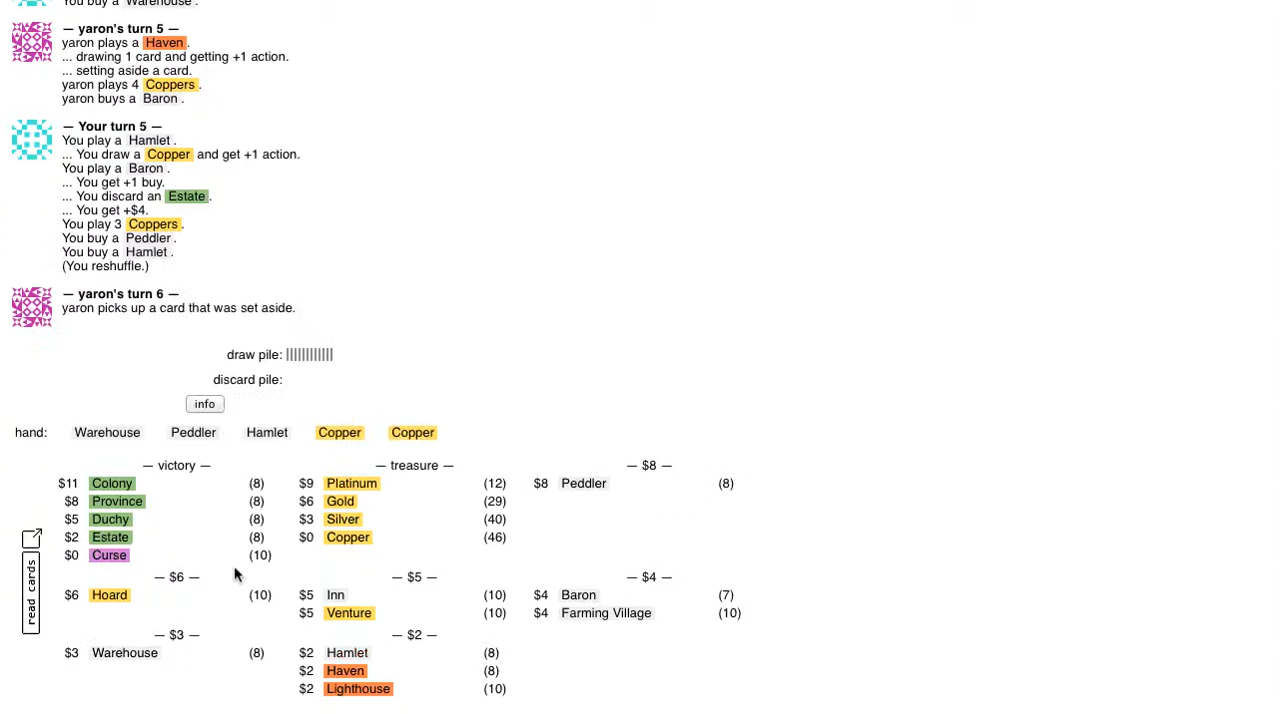 You buy a Warehouse.
— yaron's turn 5 —
yaron plays a Haven.
... drawing 1 card and getting +1 action.
... setting aside a card.
yaron plays 4 Coppers.
yaron buys a Baron.
— Your turn 5 —
You play a Hamlet.
... You draw a Copper and get +1 action.
You play a Baron.
... You get +1 buy.
... You discard an Estate.
... You get +$4.
You play 3 Coppers.
You buy a Peddler.
You buy a Hamlet.
(You reshuffle.)
— yaron's turn 6 —
yaron picks up a card that was set aside.
draw pile: ||||||||||||
discard pile:
info
hand: Warehouse Peddler Hamlet Copper Copper
— victory — — treasure — — $8 —
$11 Colony (8) $9 Platinum (12) $8 Peddler (8)
$8 Province (8) $6 Gold (29)
$5 Duchy (8) $3 Silver (40)
$2 Estate (8) $0 Copper (46)
$0 Curse (10)
— $6 — — $5 — — $4 —
$6 Hoard (10) $5 Inn (10) $4 Baron (7)
$5 Venture (10) $4 Farming Village (10)
— $3 — — $2 —
$3 Warehouse (8) $2 Hamlet (8)
$2 Haven (8)
$2 Lighthouse (10)
read cards